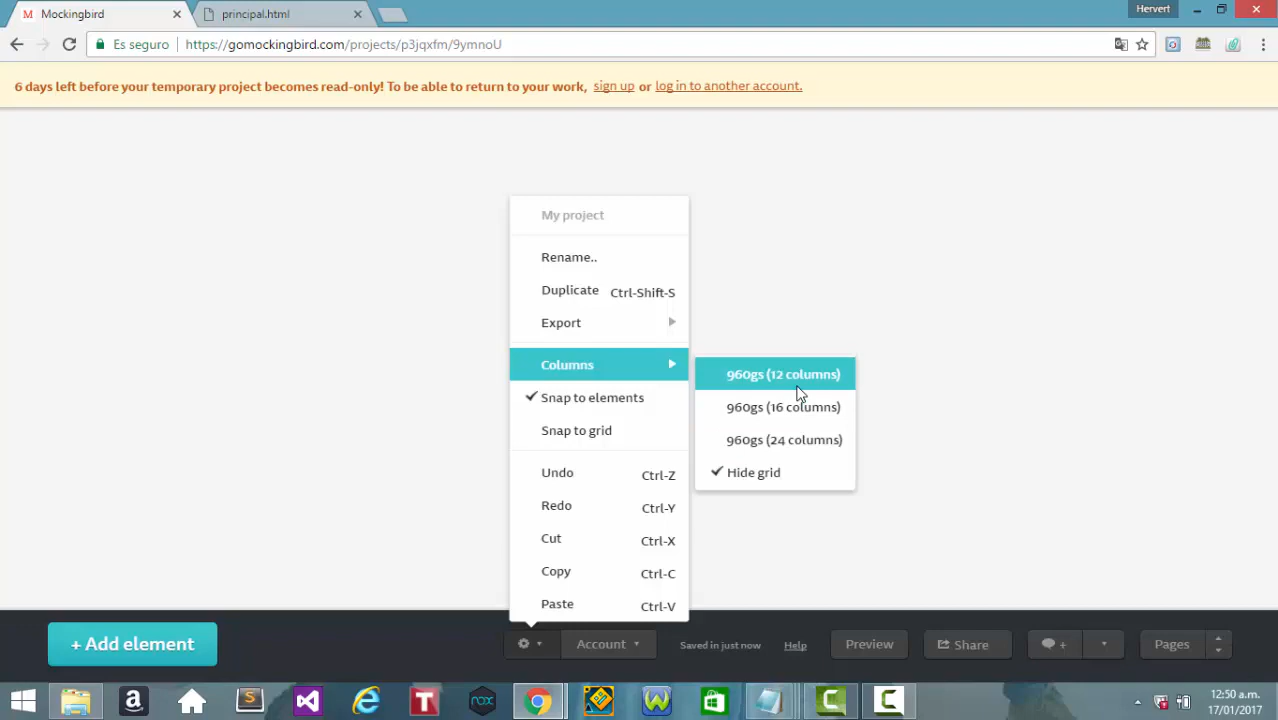 Mockingbird
principal.html
Hervert
Es seguro
https://gomockingbird.com/projects/p3jqxfm/9ymnoU
6 days left before your temporary project becomes read-only! To be able to return to your work, sign up or log in to another account.
My project
Rename..
Duplicate Ctrl-Shift-S
Export
Columns
Snap to elements
Snap to grid
Undo Ctrl-Z
Redo Ctrl-Y
Cut Ctrl-X
Copy Ctrl-C
Paste Ctrl-V
960gs (12 columns)
960gs (16 columns)
960gs (24 columns)
Hide grid
+ Add element
Account
Saved in just now
Help
Preview
Share
+
Pages
12:50 a.m.
17/01/2017